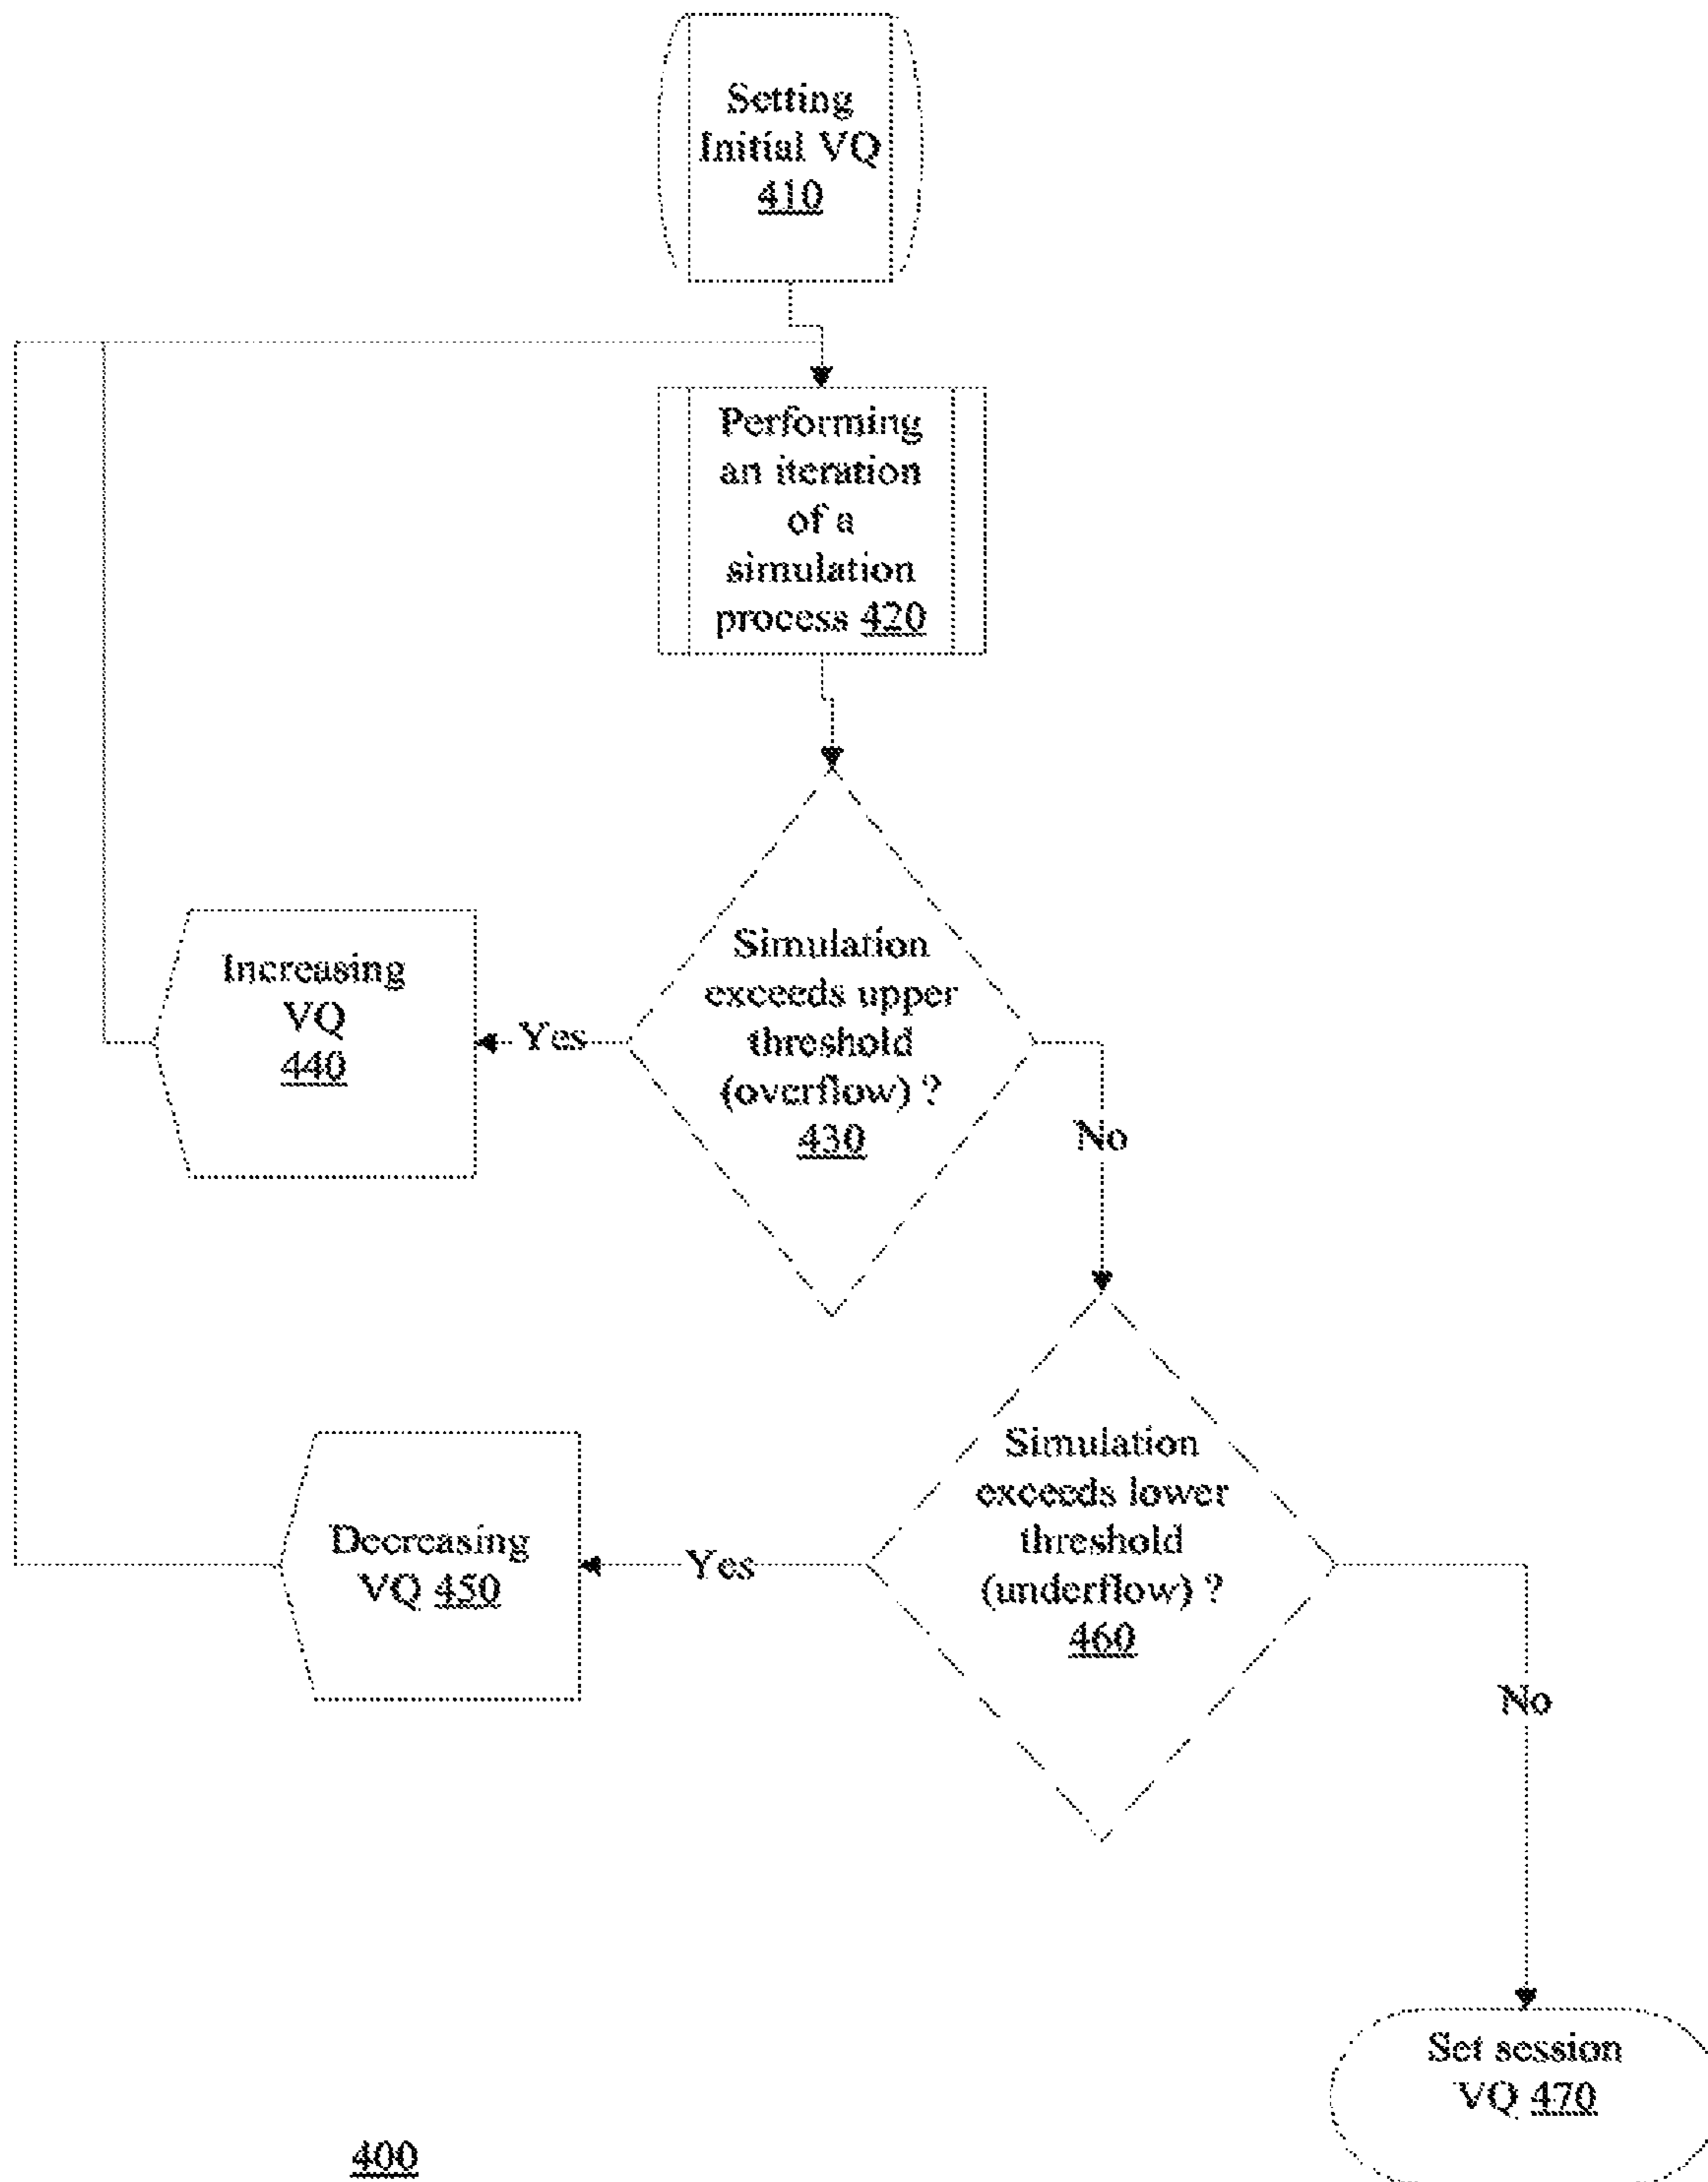 Setting
Initial VQ
410
Performing
an iteration
of a
simulation
process 420
Simulation
exceeds upper
threshold
(overflow) ?
430
Yes
Increasing
VQ
440
No
Simulation
exceeds lower
threshold
(underflow) ?
460
Yes
Decreasing
VQ 450
No
Set session
VQ 470
400